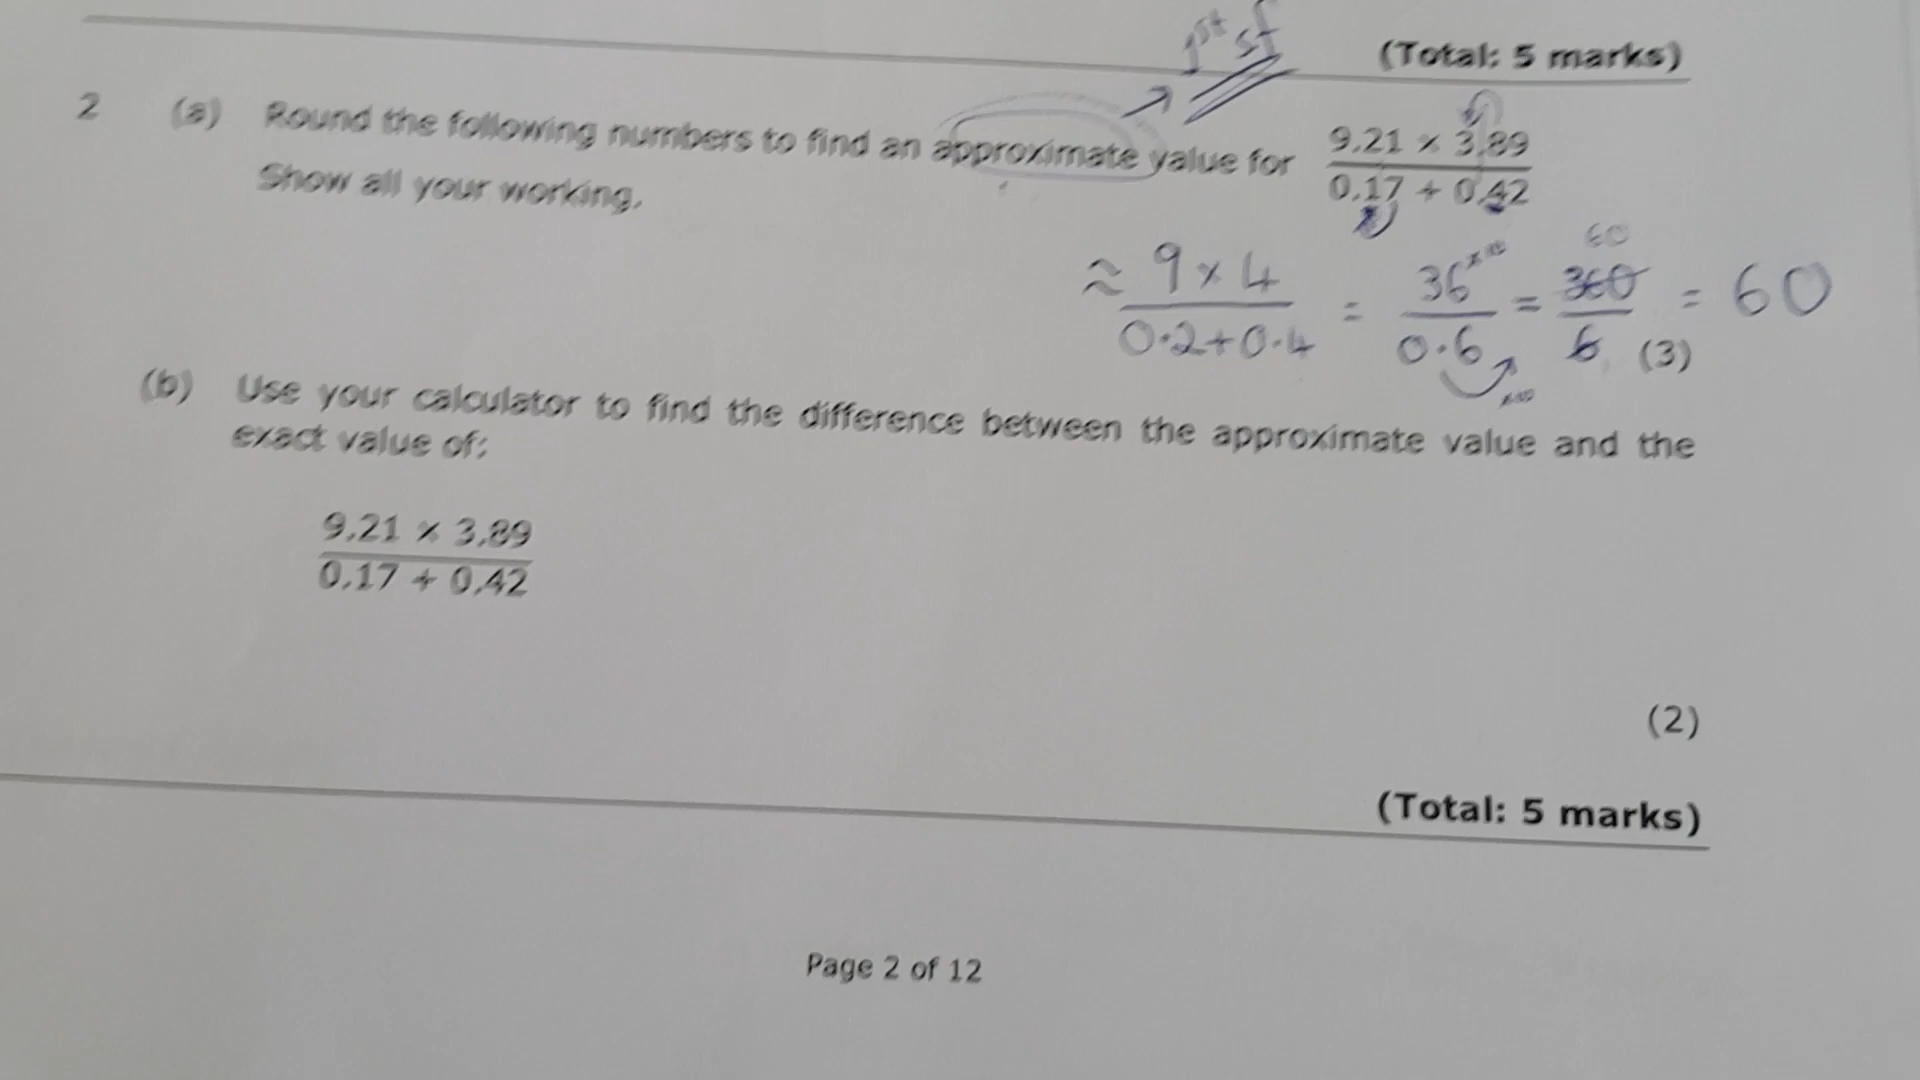 1st sf
(Total: 5 marks)
2 (a) Round the following numbers to find an approximate value for 9.21 × 3.89 / 0.17 + 0.42
Show all your working.
≈ 9 × 4 / 0.2 + 0.4 = 36 ×10 / 0.6 ×10 = 360 / 6 = 60
60
(3)
(b) Use your calculator to find the difference between the approximate value and the
exact value of:
9.21 × 3.89
0.17 + 0.42
(2)
(Total: 5 marks)
Page 2 of 12